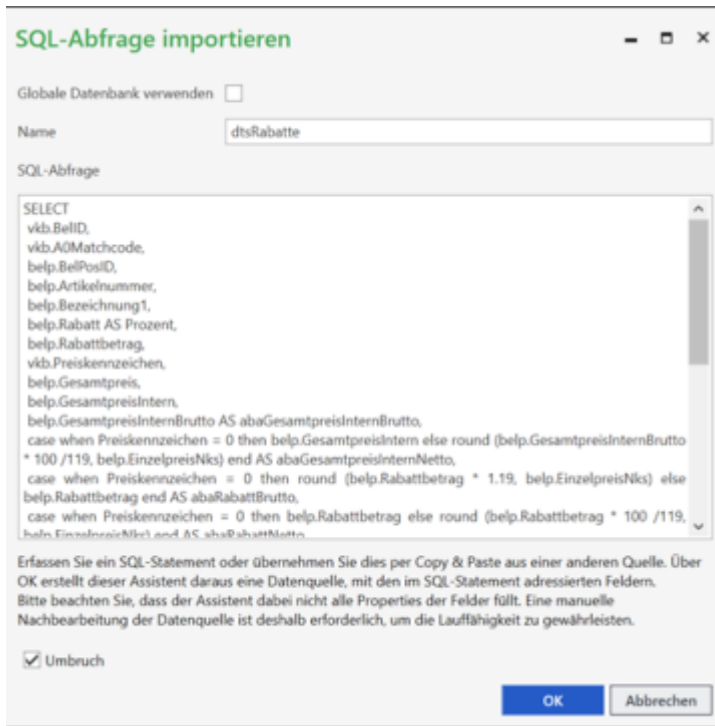 SQL-Abfrage importieren
Globale Datenbank verwenden
Name
dtsRabatte
SQL-Abfrage
SELECT
vkb.BelID,
vkb.A0Matchcode,
belp.BelPosID,
belp.Artikelnummer,
belp.Bezeichnung1,
belp.Rabatt AS Prozent,
belp.Rabattbetrag,
vkb.Preiskennzeichen,
belp.Gesamtpreis,
belp.GesamtpreisIntern,
belp.GesamtpreisInternBrutto AS abaGesamtpreisInternBrutto,
case when Preiskennzeichen = 0 then belp.GesamtpreisIntern else round (belp.GesamtpreisInternBrutto
* 100 /119, belp.EinzelpreisNks) end AS abaGesamtpreisInternNetto,
case when Preiskennzeichen = 0 then round (belp.Rabattbetrag * 1.19, belp.EinzelpreisNks) else
belp.Rabattbetrag end AS abaRabattBrutto,
case when Preiskennzeichen = 0 then belp.Rabattbetrag else round (belp.Rabattbetrag * 100 /119,
belp.EinzelpreisNks) end AS abaRabattNetto
Erfassen Sie ein SQL-Statement oder übernehmen Sie dies per Copy & Paste aus einer anderen Quelle. Über
OK erstellt dieser Assistent daraus eine Datenquelle, mit den im SQL-Statement adressierten Feldern.
Bitte beachten Sie, dass der Assistent dabei nicht alle Properties der Felder füllt. Eine manuelle
Nachbearbeitung der Datenquelle ist deshalb erforderlich, um die Lauffähigkeit zu gewährleisten.
Umbruch
OK
Abbrechen